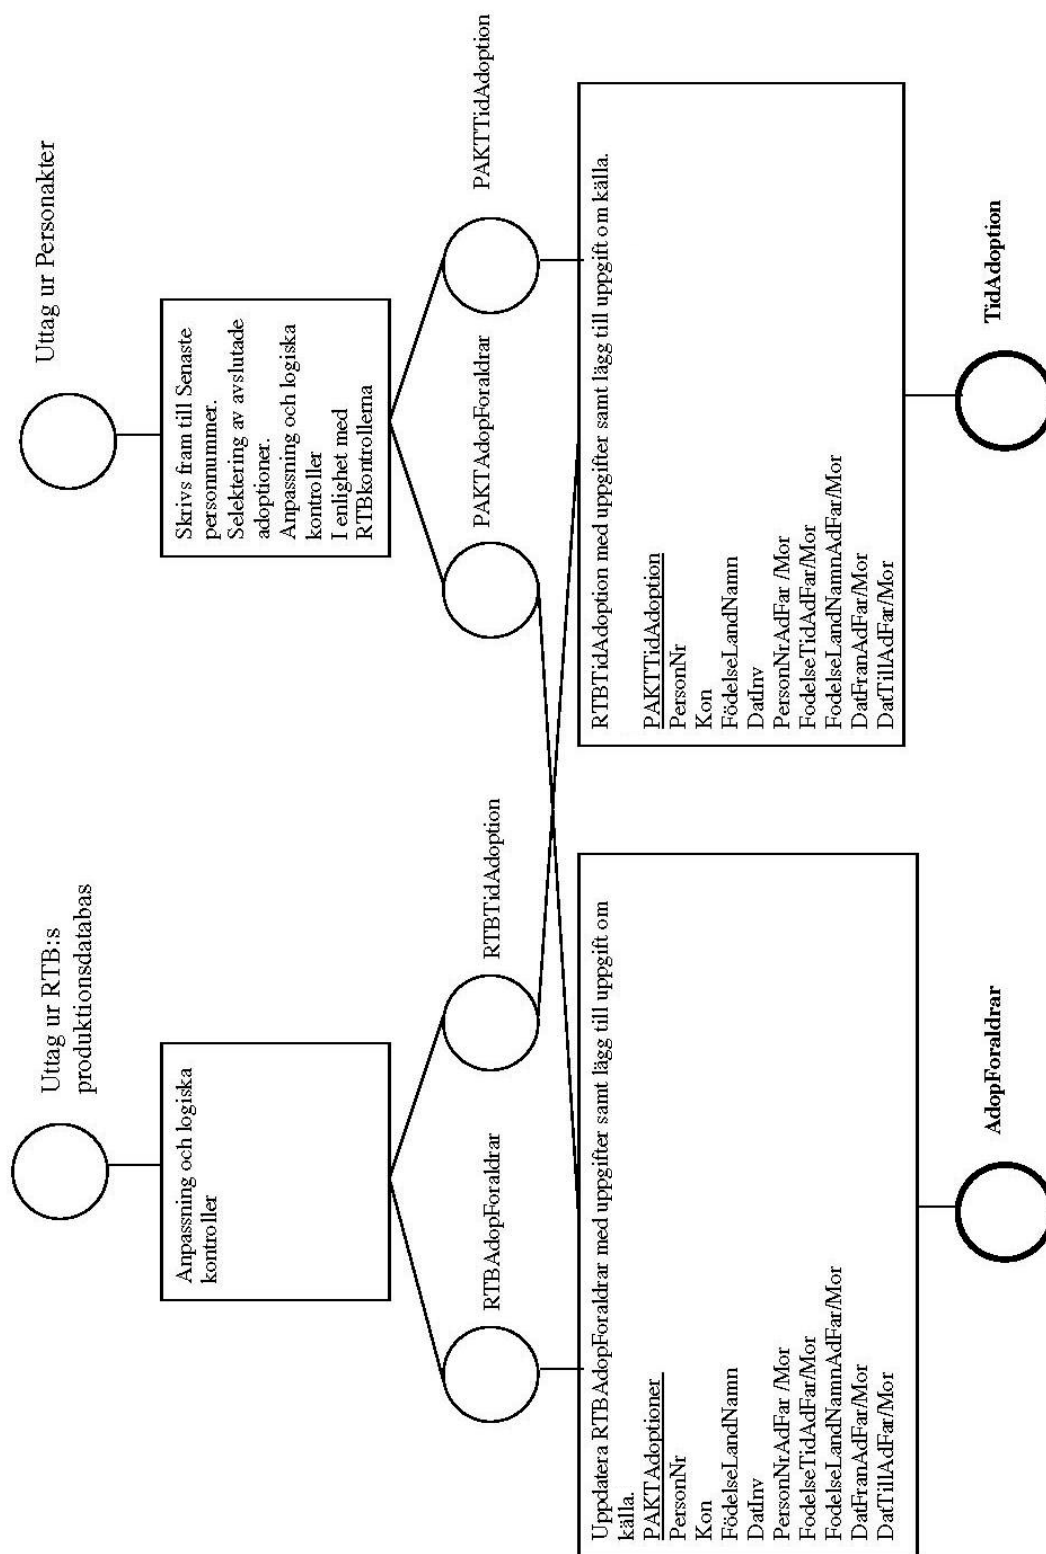 Uttag ur RTB:s
produktionsdatabas
Uttag ur Personakter
Anpassning och logiska
kontroller
Skrivs fram till Senaste
personnummer.
Selektering av avslutade
adoptioner.
Anpassning och logiska
kontroller
I enlighet med
RTBkontrollerna
RTBAdopForaldrar
RTBTidAdoption
PAKTAdopForaldrar
PAKTTidAdoption
Uppdatera RTBAdopForaldrar med uppgifter samt lägg till uppgift om
källa.
PAKTAdoptioner
PersonNr
Kon
FödelseLandNamn
DatInv
PersonNrAdFar /Mor
FodelseTidAdFar/Mor
FodelseLandNamnAdFar/Mor
DatFranAdFar/Mor
DatTillAdFar/Mor
RTBTidAdoption med uppgifter samt lägg till uppgift om källa.
PAKTTidAdoption
PersonNr
Kon
FödelseLandNamn
DatInv
PersonNrAdFar /Mor
FodelseTidAdFar/Mor
FodelseLandNamnAdFar/Mor
DatFranAdFar/Mor
DatTillAdFar/Mor
AdopForaldrar
TidAdoption